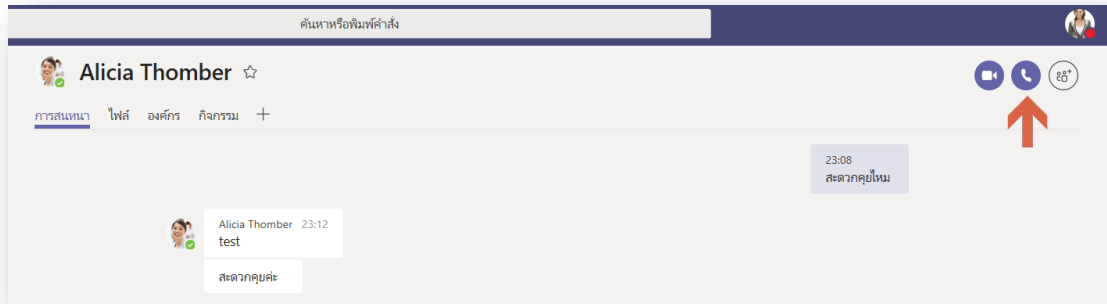 ค้นหาหรือพิมพ์คำสั่ง
Alicia Thomber
การสนทนา ไฟล์ องค์กร กิจกรรม
23:08
สะดวกคุยไหม
Alicia Thomber 23:12
test
สะดวกคุยค่ะ